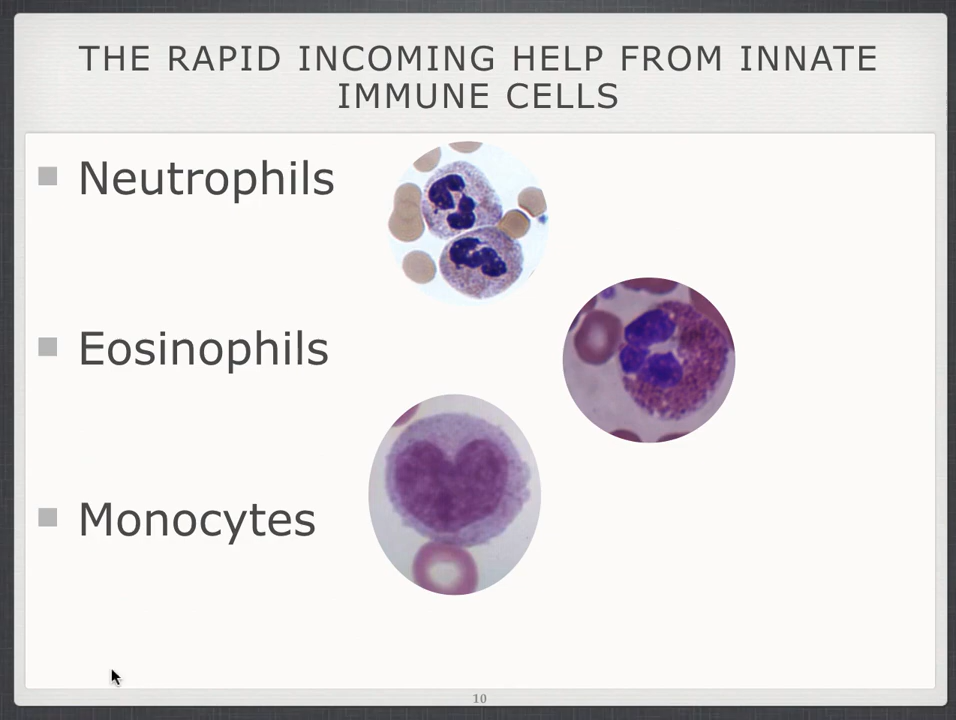 THE RAPID INCOMING HELP FROM INNATE
IMMUNE CELLS
Neutrophils
Eosinophils
Monocytes
10